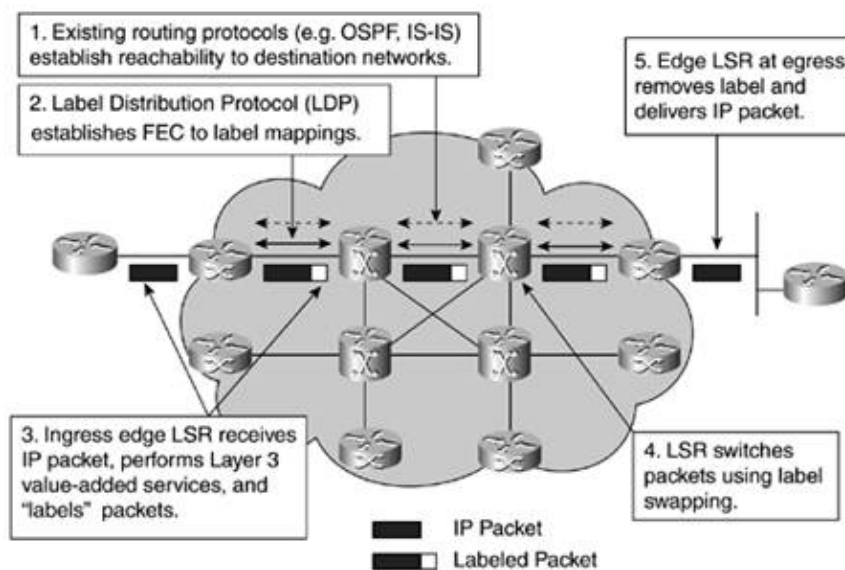 1. Existing routing protocols (e.g. OSPF, IS-IS)
establish reachability to destination networks.
2. Label Distribution Protocol (LDP)
establishes FEC to label mappings.
5. Edge LSR at egress
removes label and
delivers IP packet.
3. Ingress edge LSR receives
IP packet, performs Layer 3
value-added services, and
“labels” packets.
4. LSR switches
packets using label
swapping.
IP Packet
Labeled Packet